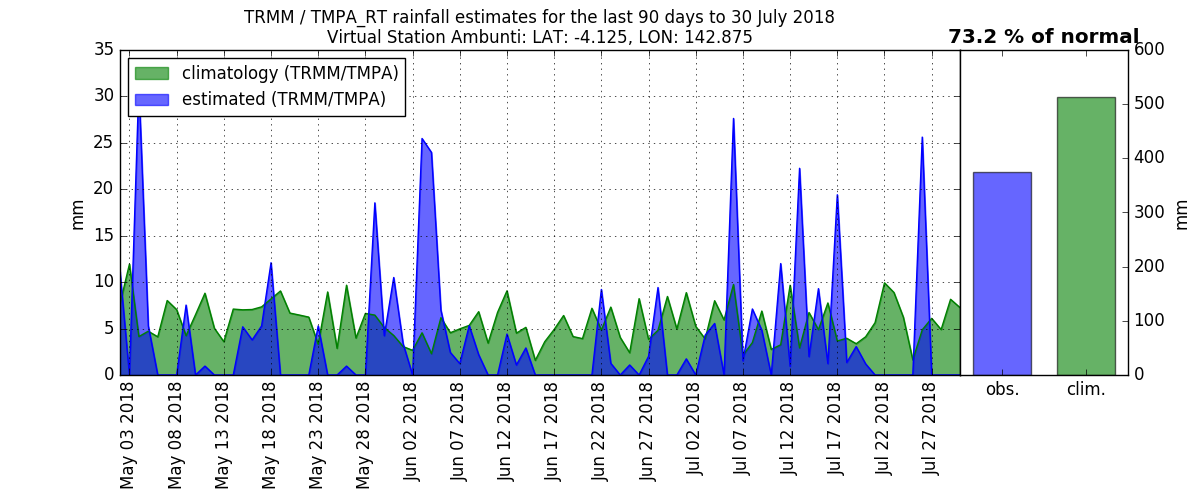 TRMM / TMPA_RT rainfall estimates for the last 90 days to 30 July 2018
Virtual Station Ambunti: LAT: -4.125, LON: 142.875
73.2 % of normal
climatology (TRMM/TMPA)
estimated (TRMM/TMPA)
35
30
25
20
15
10
5
0
mm
May 03 2018
May 08 2018
May 13 2018
May 18 2018
May 23 2018
May 28 2018
Jun 02 2018
Jun 07 2018
Jun 12 2018
Jun 17 2018
Jun 22 2018
Jun 27 2018
Jul 02 2018
Jul 07 2018
Jul 12 2018
Jul 17 2018
Jul 22 2018
Jul 27 2018
obs.
clim.
600
500
400
300
200
100
0
mm